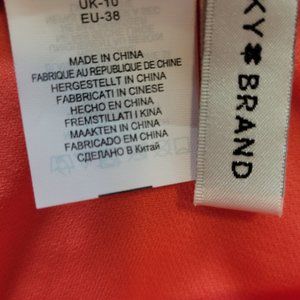 UK-10
EU-38
MADE IN CHINA
FABRIQUE AU REPUBLIQUE DE CHINE
HERGESTELLT IN CHINA
FABBRICATI IN CINESE
HECHO EN CHINA
FREMSTILLATI I KINA
MAAKTEN IN CHINA
FABRICADO EM CHINA
СДЕЛАНО В Китай
KY BRAND